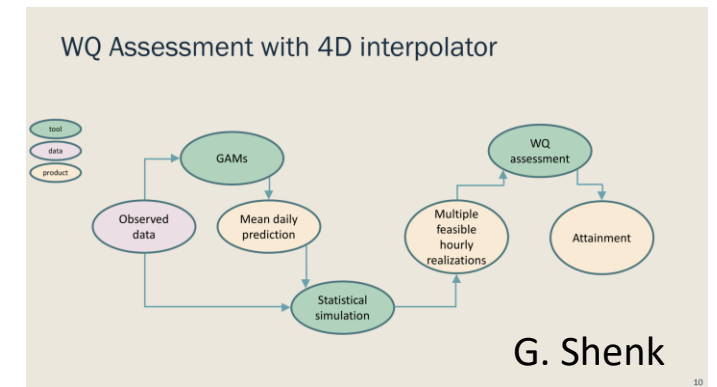 WQ Assessment with 4D interpolator
tool
data
product
GAMs
WQ
assessment
Observed
data
Mean daily
prediction
Multiple
feasible
hourly
realizations
Attainment
Statistical
simulation
G. Shenk
10